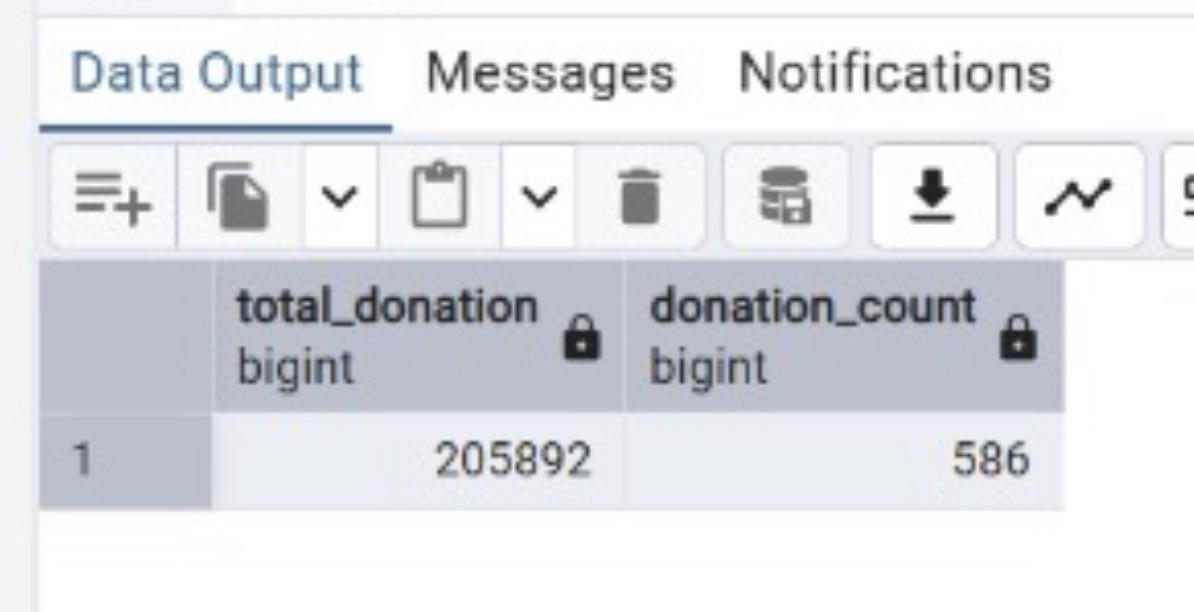 Data Output Messages Notifications
total_donation donation_count
bigint bigint
1 205892 586